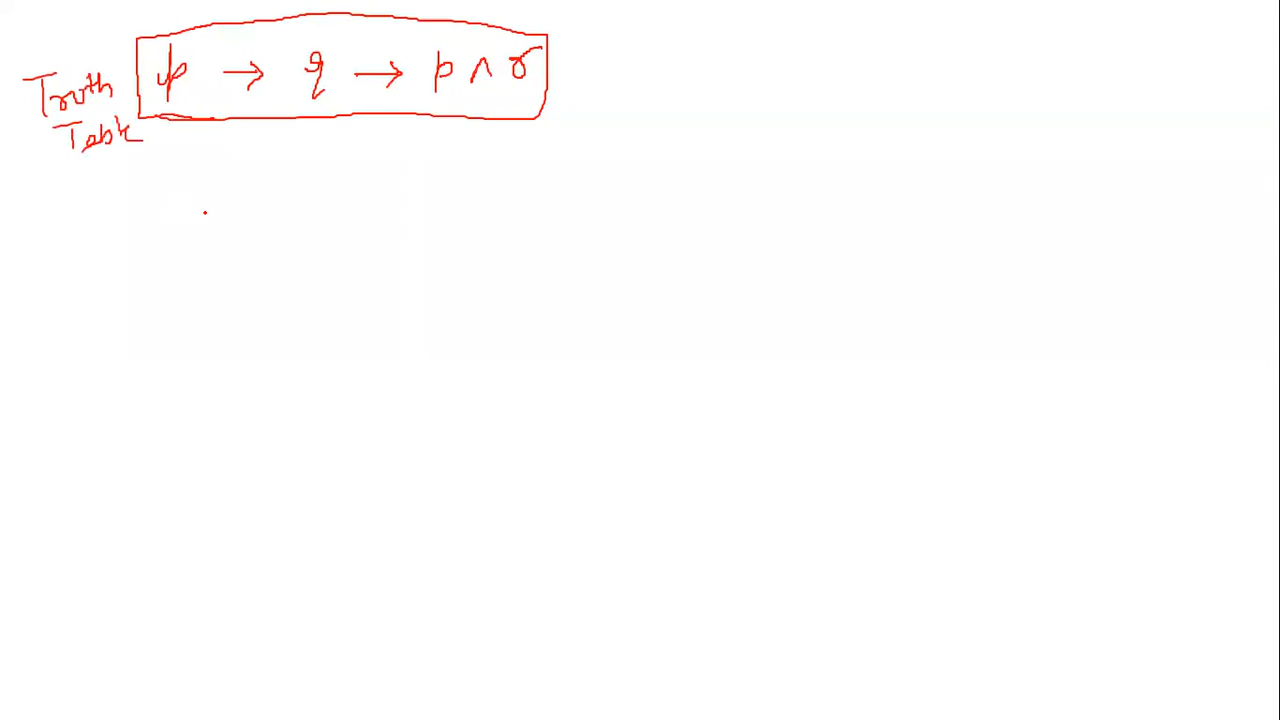 p → q → p ∧ r
Truth
Table